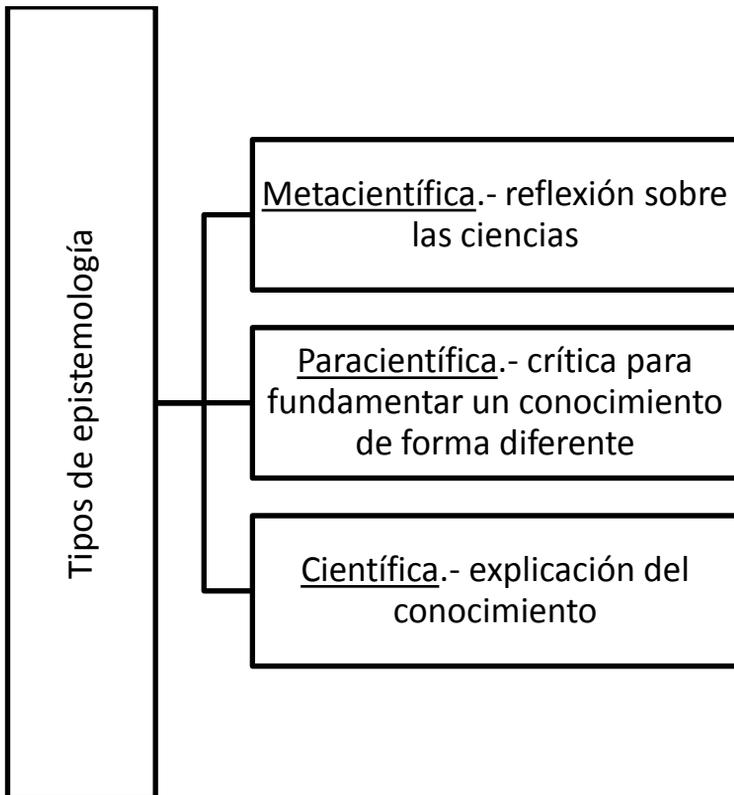 Tipos de epistemología
Metacientífica.- reflexión sobre
las ciencias
Paracientífica.- crítica para
fundamentar un conocimiento
de forma diferente
Científica.- explicación del
conocimiento